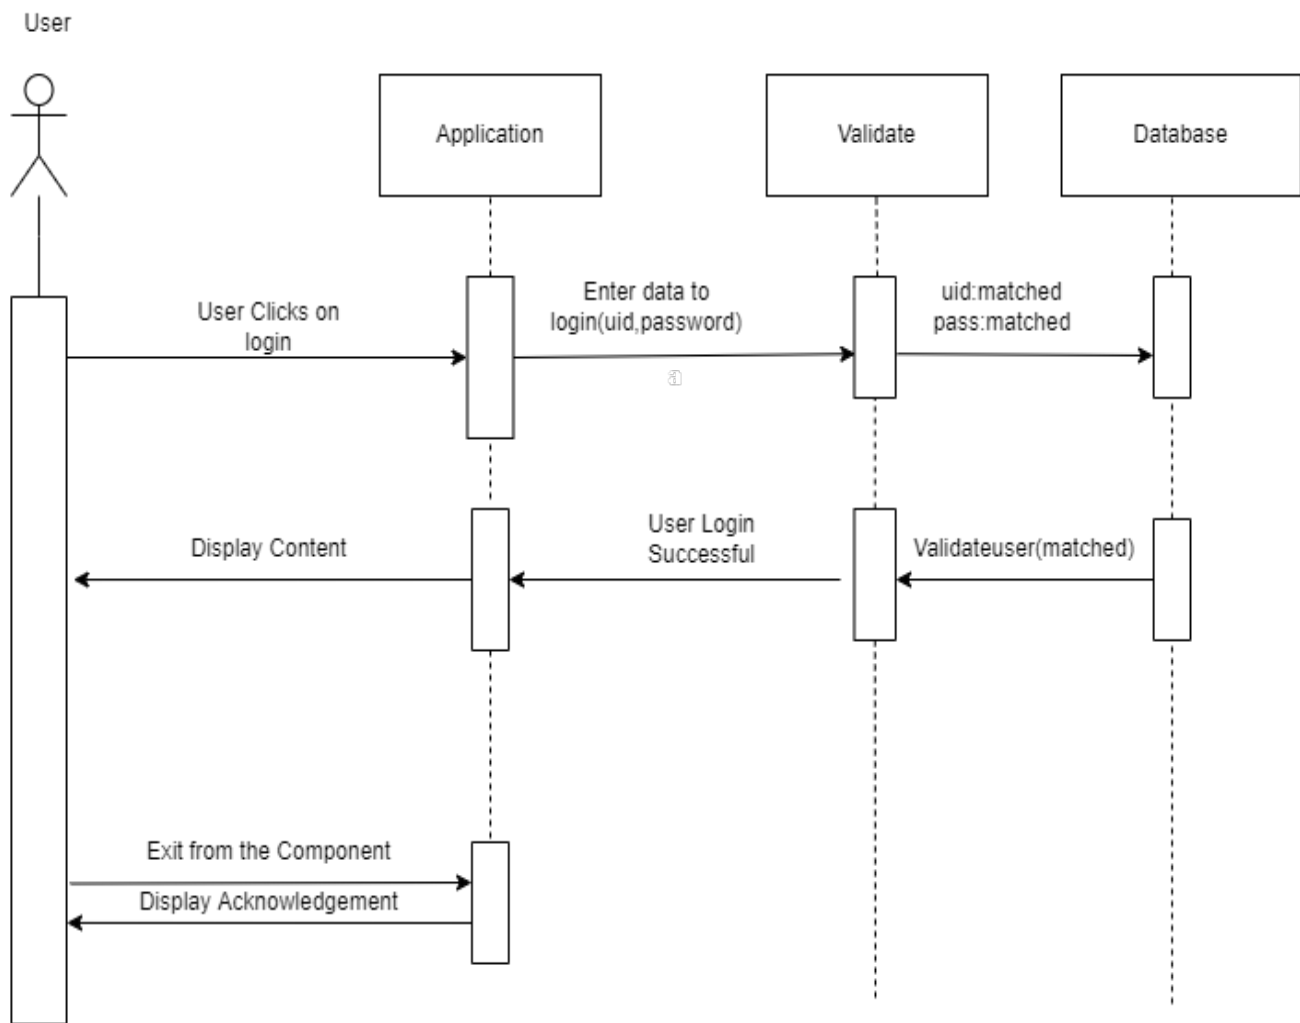 User
Application
Validate
Database
User Clicks on
login
Enter data to
login(uid,password)
a
uid:matched
pass:matched
Display Content
User Login
Successful
Validateuser(matched)
Exit from the Component
Display Acknowledgement